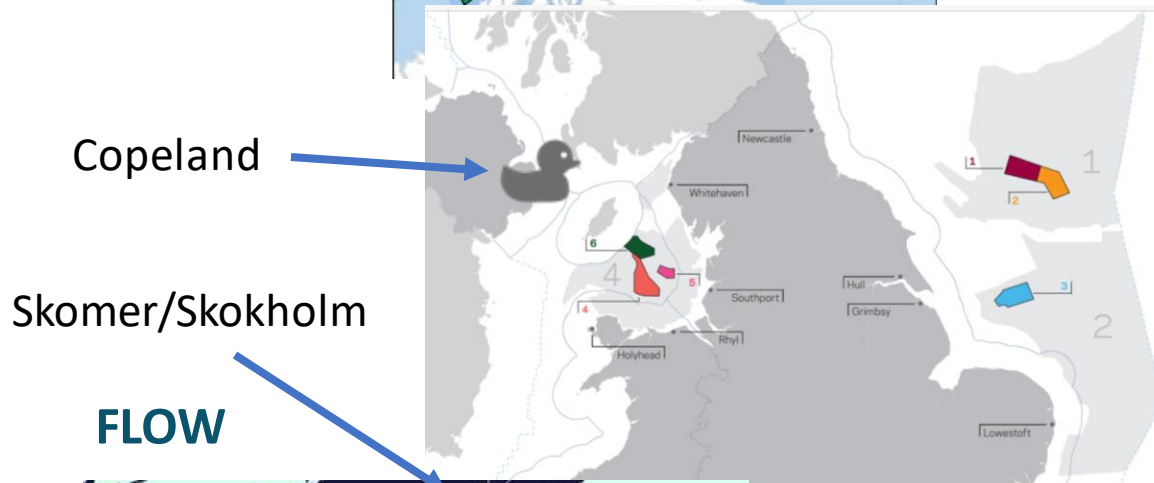 Copeland
Skomer/Skokholm
FLOW
Newcastle
Whitehaven
1
1
2
6
4
5
4
Southport
Hull
Grimbsy
3
2
Holyhead
Rhyl
Lowestoft